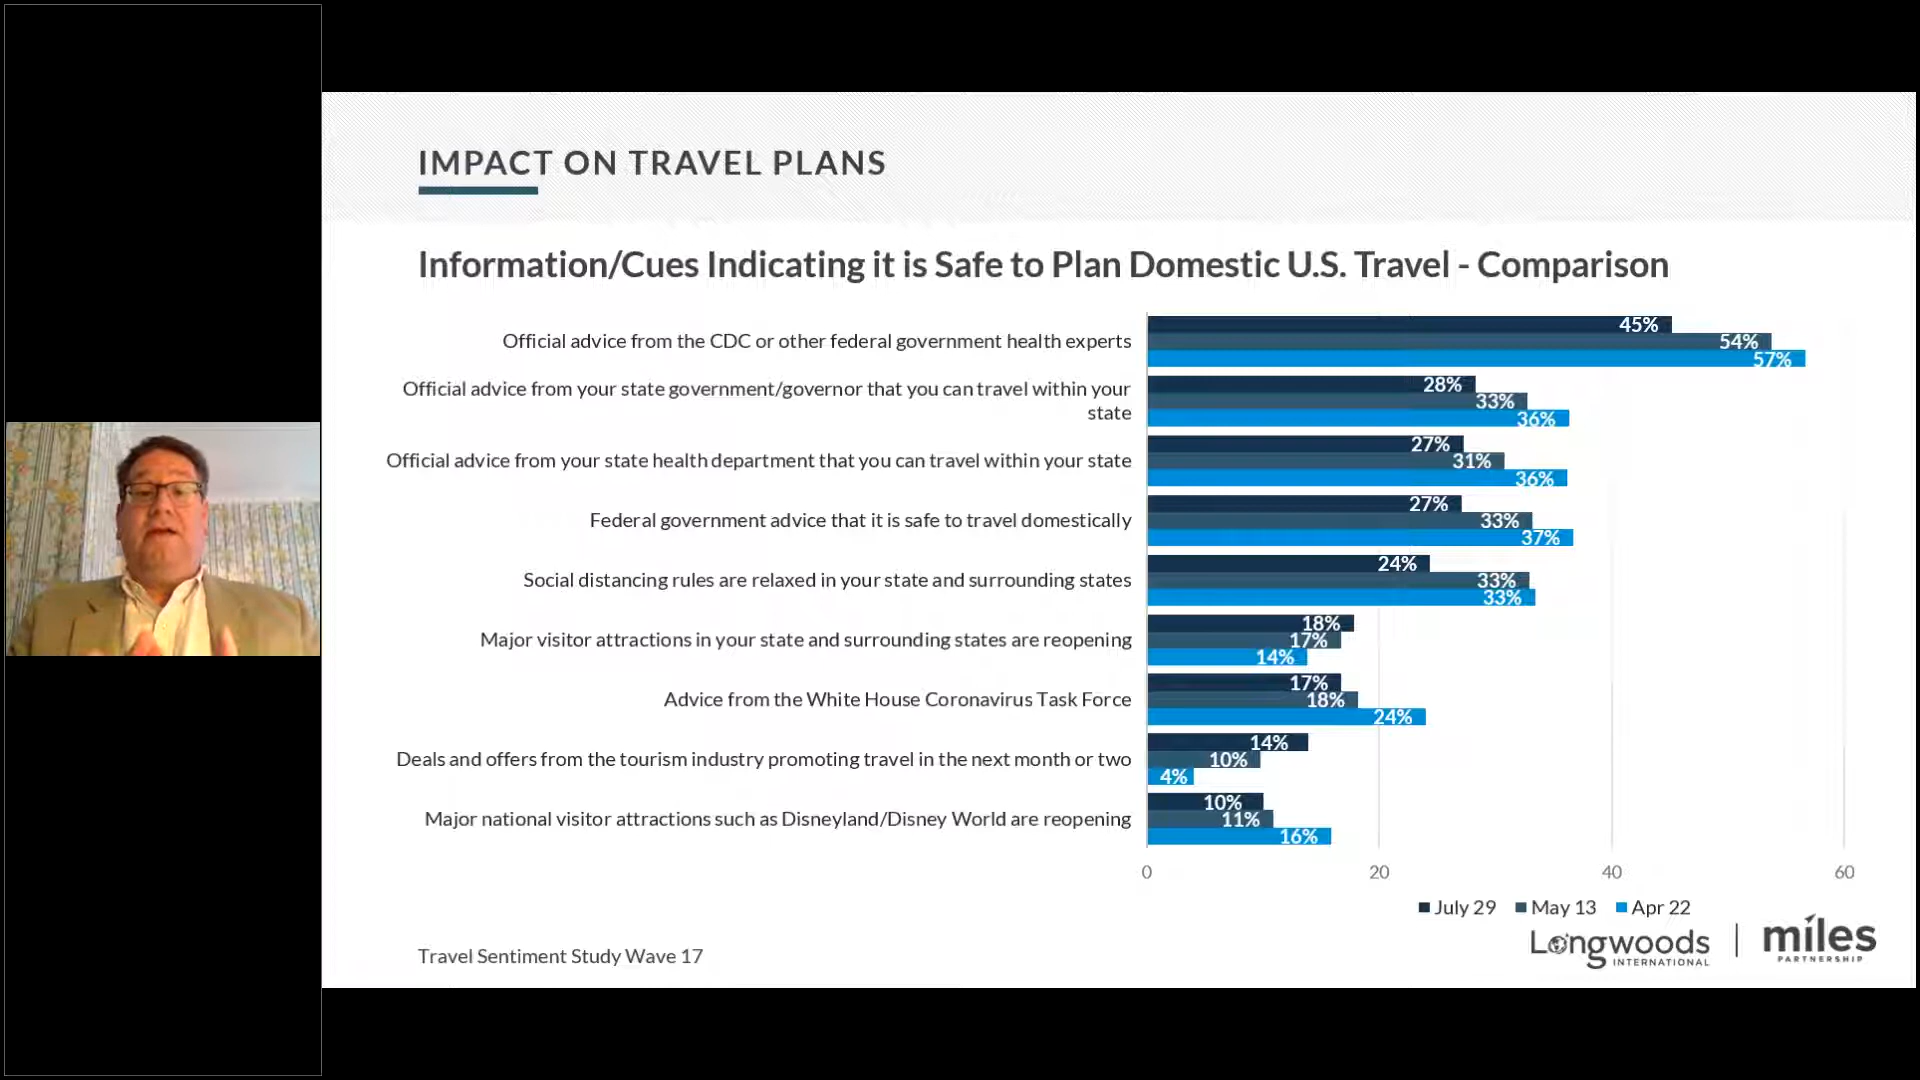 IMPACT ON TRAVEL PLANS
Information/Cues Indicating it is Safe to Plan Domestic U.S. Travel - Comparison
Official advice from the CDC or other federal government health experts
45%
54%
57%
Official advice from your state government/governor that you can travel within your
state
28%
33%
36%
Official advice from your state health department that you can travel within your state
27%
31%
36%
Federal government advice that it is safe to travel domestically
27%
33%
37%
Social distancing rules are relaxed in your state and surrounding states
24%
33%
33%
Major visitor attractions in your state and surrounding states are reopening
18%
17%
14%
Advice from the White House Coronavirus Task Force
17%
18%
24%
Deals and offers from the tourism industry promoting travel in the next month or two
14%
10%
4%
Major national visitor attractions such as Disneyland/Disney World are reopening
10%
11%
16%
0 20 40 60
July 29 May 13 Apr 22
Travel Sentiment Study Wave 17
Longwoods
INTERNATIONAL
miles
PARTNERSHIP